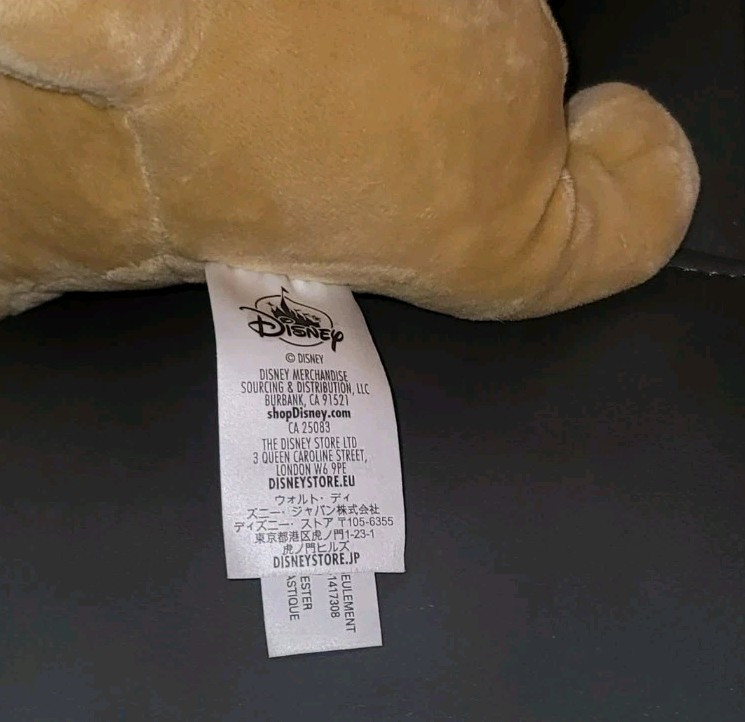 Disney
© DISNEY
DISNEY MERCHANDISE
SOURCING & DISTRIBUTION, LLC
BURBANK, CA 91521
shopDisney.com
CA 25083
THE DISNEY STORE LTD
3 QUEEN CAROLINE STREET,
LONDON W6 9PE
DISNEYSTORE.EU
ウォルト・ディ
ズニー・ジャパン株式会社
ディズニー・ストア 〒105-6355
東京都港区虎ノ門1-23-1
虎ノ門ヒルズ
DISNEYSTORE.JP
EULEMENT
1417308
ESTER
ASTIQUE